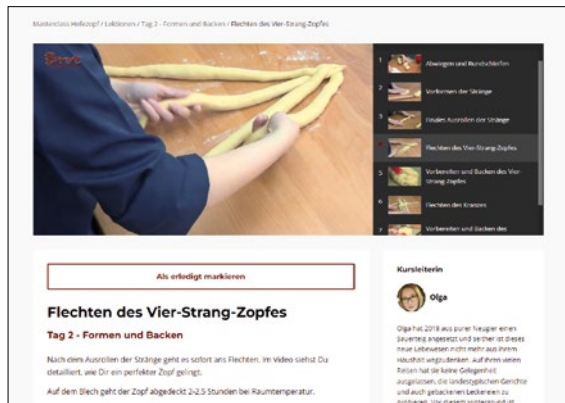 Masterclass Hefezopf / Lektionen / Tag 2 - Formen und Backen / Flechten des Vier-Strang-Zopfes
1 Abwiegen und Rundschleifen
2 Vorformen der Stränge
3 Finales Ausrollen der Stränge
Flechten des Vier-Strang-Zopfes
5 Vorbereiten und Backen des Vier-
Strang-Zopfes
6 Flechten des Kranzes
7 Vorbereiten und Backen des
Als erledigt markieren
Flechten des Vier-Strang-Zopfes
Tag 2 - Formen und Backen
Nach dem Ausrollen der Stränge geht es sofort ans Flechten. Im Video siehst Du
detailliert, wie Dir ein perfekter Zopf gelingt.
Auf dem Blech geht der Zopf abgedeckt 2-2,5 Stunden bei Raumtemperatur.
Kursleiterin
Olga
Olga hat 2018 aus purer Neugier einen
Sauerteig angesetzt und seither ist dieses
neue Lebewesen nicht mehr aus ihrem
Haushalt wegzudenken. Auf ihren vielen
Reisen hat sie keine Gelegenheit
ausgelassen, die landestypischen Gerichte
und auch gebackenen Leckereien zu